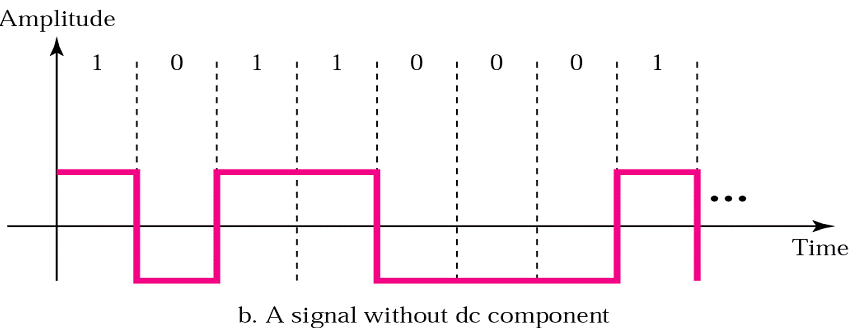 Amplitude
1 0 1 1 0 0 0 1
...
Time
b. A signal without dc component